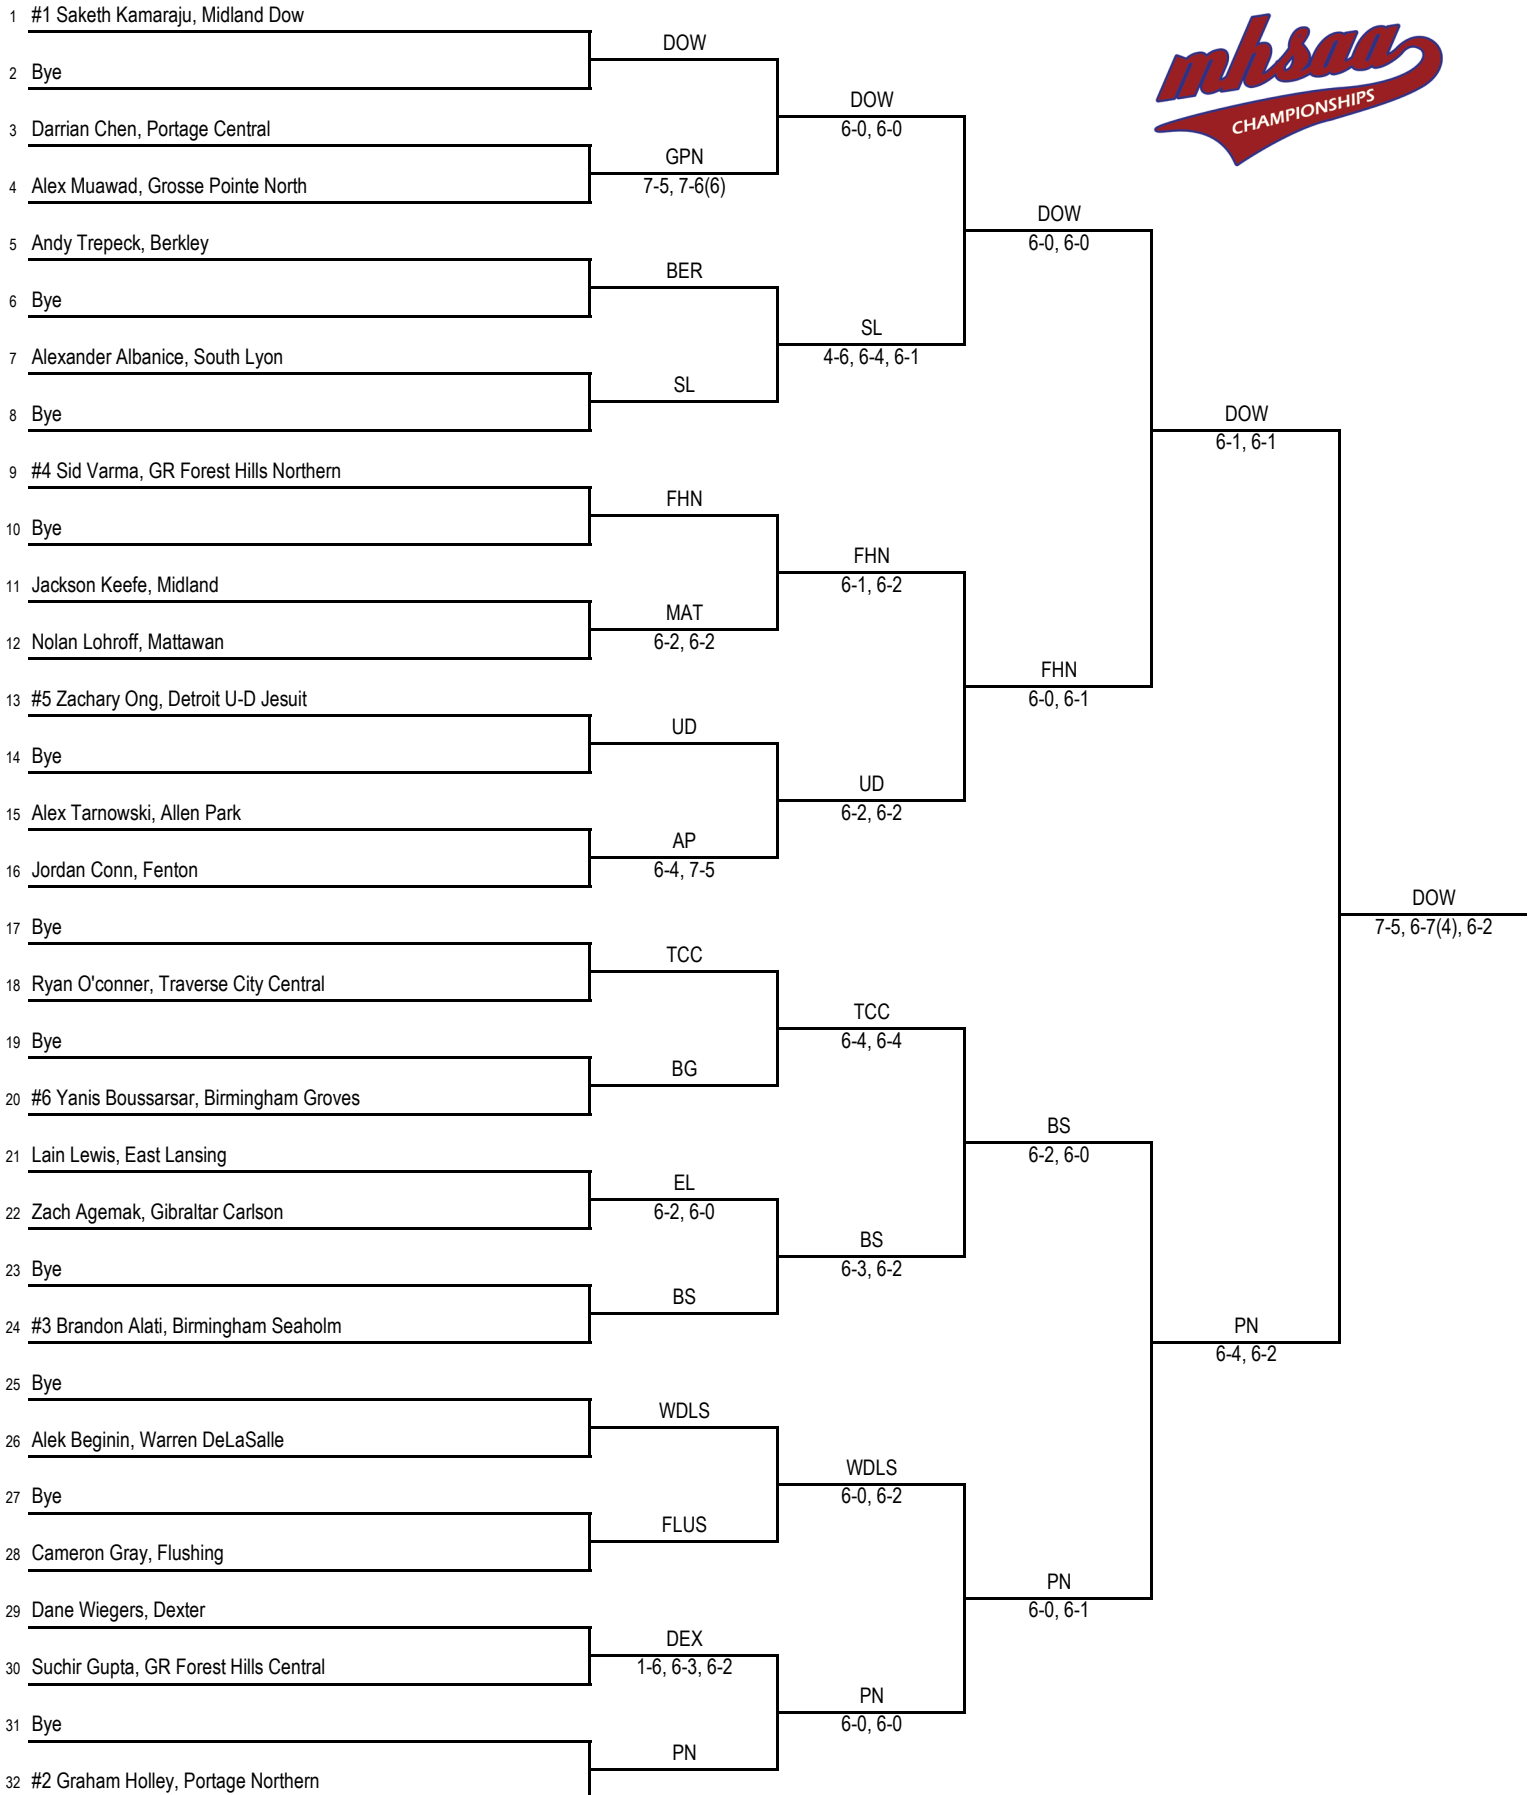 1 #1 Saketh Kamaraju, Midland Dow
DOW
2 Bye
DOW
6-0, 6-0
3 Darrian Chen, Portage Central
GPN
7-5, 7-6(6)
4 Alex Muawad, Grosse Pointe North
DOW
6-0, 6-0
5 Andy Trepeck, Berkley
BER
6 Bye
SL
4-6, 6-4, 6-1
7 Alexander Albanice, South Lyon
SL
8 Bye
DOW
6-1, 6-1
9 #4 Sid Varma, GR Forest Hills Northern
FHN
10 Bye
FHN
6-1, 6-2
11 Jackson Keefe, Midland
MAT
6-2, 6-2
12 Nolan Lohroff, Mattawan
FHN
6-0, 6-1
13 #5 Zachary Ong, Detroit U-D Jesuit
UD
14 Bye
UD
6-2, 6-2
15 Alex Tarnowski, Allen Park
AP
6-4, 7-5
16 Jordan Conn, Fenton
DOW
7-5, 6-7(4), 6-2
17 Bye
TCC
18 Ryan O'conner, Traverse City Central
TCC
6-4, 6-4
19 Bye
BG
20 #6 Yanis Boussarsar, Birmingham Groves
BS
6-2, 6-0
21 Lain Lewis, East Lansing
EL
6-2, 6-0
22 Zach Agemak, Gibraltar Carlson
BS
6-3, 6-2
23 Bye
BS
24 #3 Brandon Alati, Birmingham Seaholm
PN
6-4, 6-2
25 Bye
WDLS
26 Alek Beginin, Warren DeLaSalle
WDLS
6-0, 6-2
27 Bye
FLUS
28 Cameron Gray, Flushing
PN
6-0, 6-1
29 Dane Wiegers, Dexter
DEX
1-6, 6-3, 6-2
30 Suchir Gupta, GR Forest Hills Central
PN
6-0, 6-0
31 Bye
PN
32 #2 Graham Holley, Portage Northern
mhsaa
CHAMPIONSHIPS